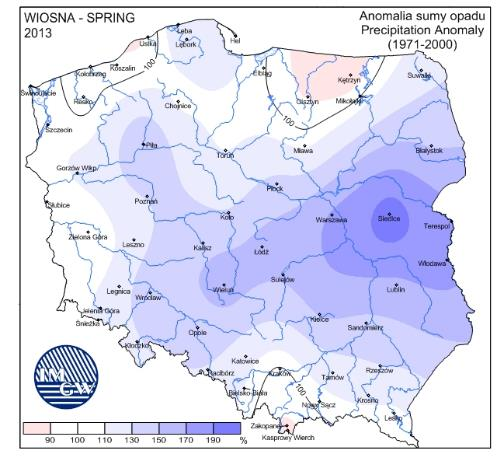 WIOSNA - SPRING
2013
Anomalia sumy opadu
Precipitation Anomaly
(1971-2000)
Łeba
Ustka
Lębork
Hel
Koszalin
Kołobrzeg
100
Elbląg
Kętrzyn
Suwałki
Świnoujście
Resko
Chojnice
Olsztyn
Mikołajki
100
Szczecin
Piła
Toruń
Mława
Białystok
Gorzów Wlkp.
Płock
Słubice
Poznań
Koło
Warszawa
Siedlce
Terespol
Zielona Góra
Leszno
Kalisz
Łódź
Włodawa
Legnica
Wrocław
Wieluń
Sulejów
Lublin
Jelenia Góra
Śnieżka
Opole
Kielce
Sandomierz
Kłodzko
Katowice
Racibórz
Kraków
Tarnów
Rzeszów
Bielsko-Biała
100
Nowy Sącz
Krosno
Lesko
Zakopane
Kasprowy Wierch
IM
GW
90 100 110 130 150 170 190 %